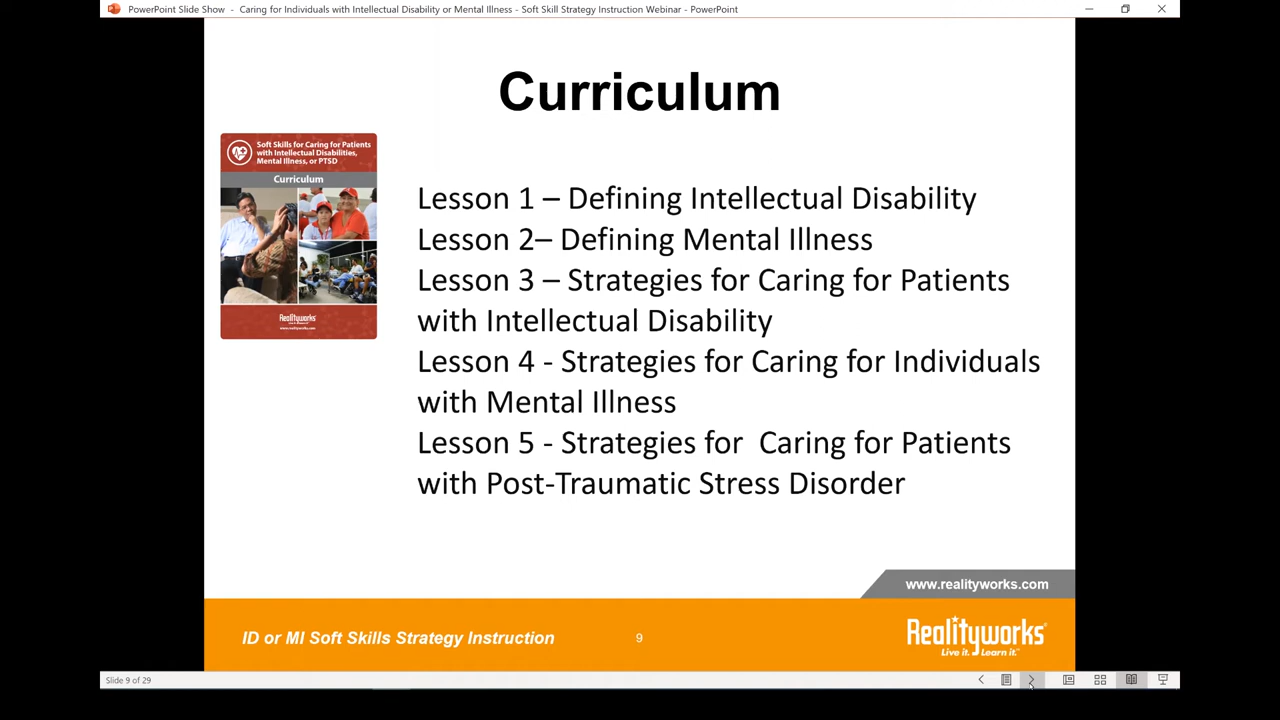 PowerPoint Slide Show - Caring for Individuals with Intellectual Disability or Mental Illness - Soft Skill Strategy Instruction Webinar - PowerPoint
Curriculum
Soft Skills for Caring for Patients
with Intellectual Disabilities,
Mental Illness, or PTSD
Curriculum
Realityworks
www.realityworks.com
Lesson 1 – Defining Intellectual Disability
Lesson 2– Defining Mental Illness
Lesson 3 – Strategies for Caring for Patients
with Intellectual Disability
Lesson 4 - Strategies for Caring for Individuals
with Mental Illness
Lesson 5 - Strategies for  Caring for Patients
with Post-Traumatic Stress Disorder
www.realityworks.com
ID or MI Soft Skills Strategy Instruction
9
Realityworks
Live it. Learn it.™
Slide 9 of 29